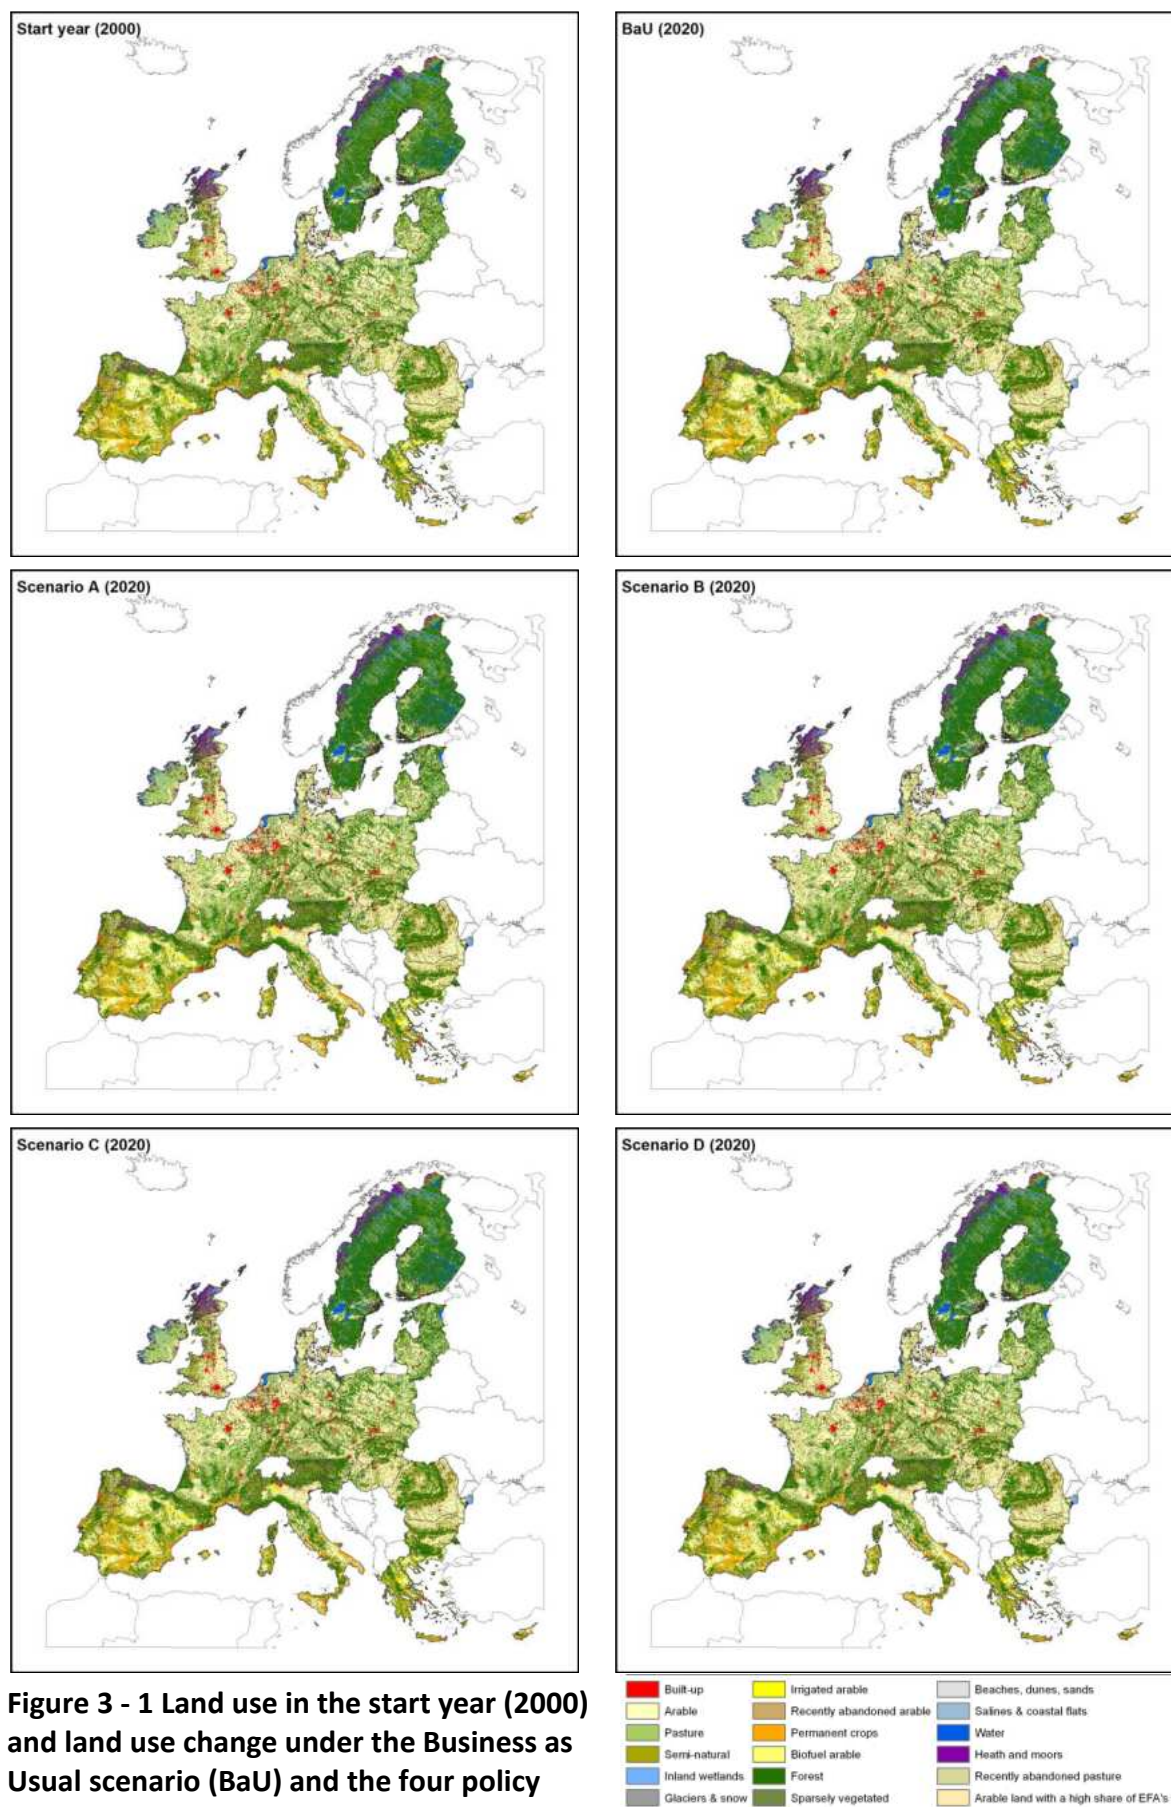 Start year (2000)
BaU (2020)
Scenario A (2020)
Scenario B (2020)
Scenario C (2020)
Scenario D (2020)
Figure 3 - 1 Land use in the start year (2000)
and land use change under the Business as
Usual scenario (BaU) and the four policy
Built-up
Arable
Pasture
Semi-natural
Inland wetlands
Glaciers & snow
Irrigated arable
Recently abandoned arable
Permanent crops
Biofuel arable
Forest
Sparsely vegetated
Beaches, dunes, sands
Salines & coastal flats
Water
Heath and moors
Recently abandoned pasture
Arable land with a high share of EFA's